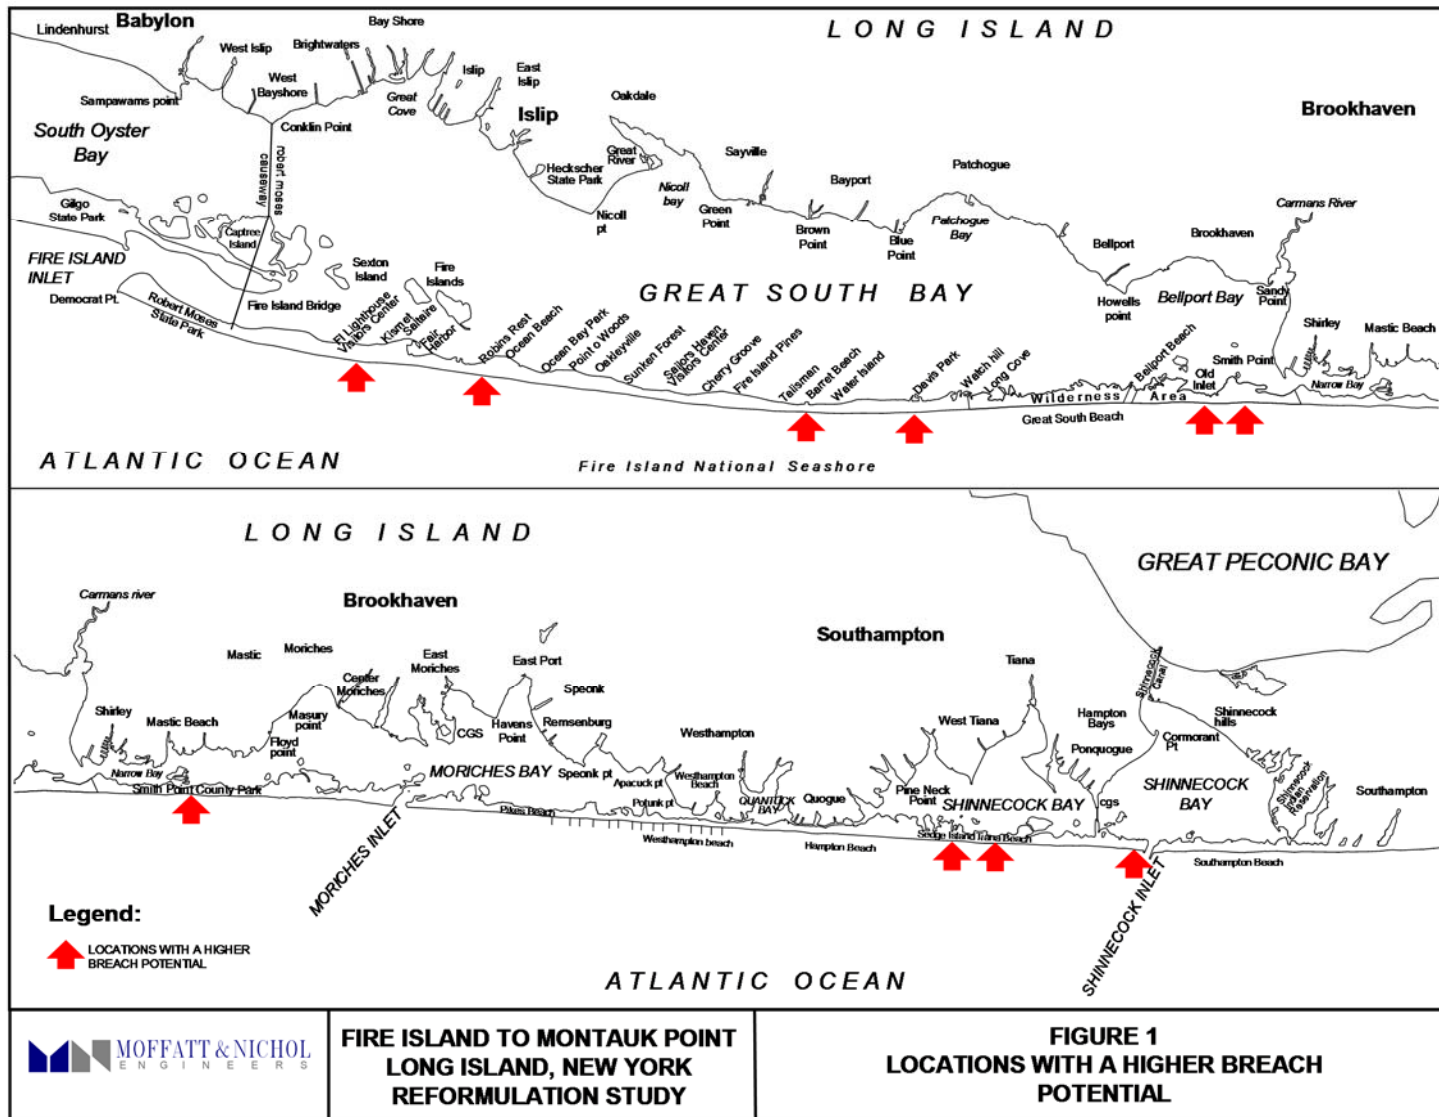 LONG ISLAND
Babylon
Bay Shore
Lindenhurst
West Islip
Brightwaters
Islip
East
Islip
West
Bayshore
Great
Cove
Sampawams point
Islip
Oakdale
Brookhaven
South Oyster
Bay
Conklin Point
robert moses
causeway
Great
River
Heckscher
State Park
Sayville
Patchogue
Bayport
Nicoll
bay
Nicoll
pt
Green
Point
Brown
Point
Blue
Point
Patchogue
Bay
Carmans River
Brookhaven
Bellport
Gilgo
State Park
Captree
Island
FIRE ISLAND
INLET
Sexton
Island
Fire
Islands
GREAT SOUTH BAY
Howells
point
Bellport Bay
Sandy
Point
Democrat Pt.
Robert Moses
State Park
Fire Island Bridge
Shirley
Mastic Beach
FI Lighthouse
Visitors Center
Kismet
Saltaire
Fair
Harbor
Robins Rest
Ocean Beach
Ocean Bay Park
Point o Woods
Oakleyville
Sunken Forest
Sailors Haven
Visitors Center
Cherry Groove
Fire Island Pines
Talisman
Barret Beach
Water Island
Davis Park
Watch hill
Long Cove
Bellport Beach
Smith Point
Old
Inlet
Narrow Bay
Wilderness Area
Great South Beach
ATLANTIC OCEAN
Fire Island National Seashore
LONG ISLAND
GREAT PECONIC BAY
Carmans river
Brookhaven
Southampton
Mastic
Moriches
East
Moriches
East Port
Center
Moriches
Speonk
Tiana
Shinnecock
Canal
Shirley
Mastic Beach
Masury
point
Floyd
point
CGS
Havens
Point
Remsenburg
Westhampton
West Tiana
Hampton
Bays
Shinnecock
hills
Cormorant
Pt
Ponquogue
Narrow Bay
Smith Point County Park
MORICHES BAY
Speonk pt
Apacuck pt
Westhampton
Beach
Potunk pt
QUANTUCK
BAY
Quogue
Pine Neck
Point
SHINNECOCK BAY
cgs
SHINNECOCK
BAY
Shinnecock
Indian
Reservation
Southampton
Pikes Beach
Westhampton beach
Hampton Beach
Sedge Island
Tiana Beach
Southampton Beach
MORICHES INLET
SHINNECOCK INLET
Legend:
LOCATIONS WITH A HIGHER
BREACH POTENTIAL
ATLANTIC OCEAN
MOFFATT & NICHOL
ENGINEERS
FIRE ISLAND TO MONTAUK POINT
LONG ISLAND, NEW YORK
REFORMULATION STUDY
FIGURE 1
LOCATIONS WITH A HIGHER BREACH
POTENTIAL